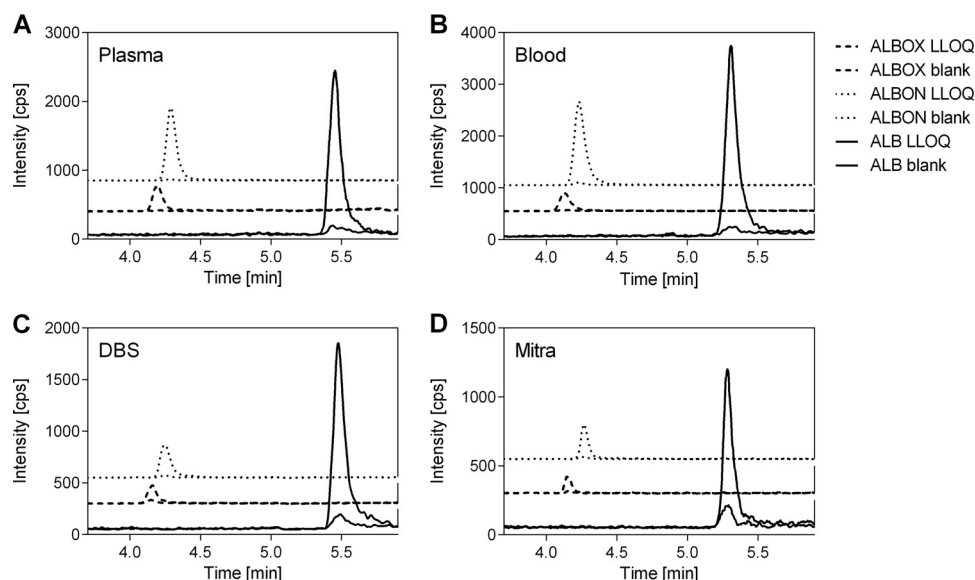 A
Plasma
Intensity [cps]
3000
2000
1000
0
4.0 4.5 5.0 5.5
Time [min]
B
Blood
Intensity [cps]
4000
3000
2000
1000
0
4.0 4.5 5.0 5.5
Time [min]
ALBOX LLOQ
ALBOX blank
ALBON LLOQ
ALBON blank
ALB LLOQ
ALB blank
C
DBS
Intensity [cps]
2000
1500
1000
500
0
4.0 4.5 5.0 5.5
Time [min]
D
Mitra
Intensity [cps]
1500
1000
500
0
4.0 4.5 5.0 5.5
Time [min]